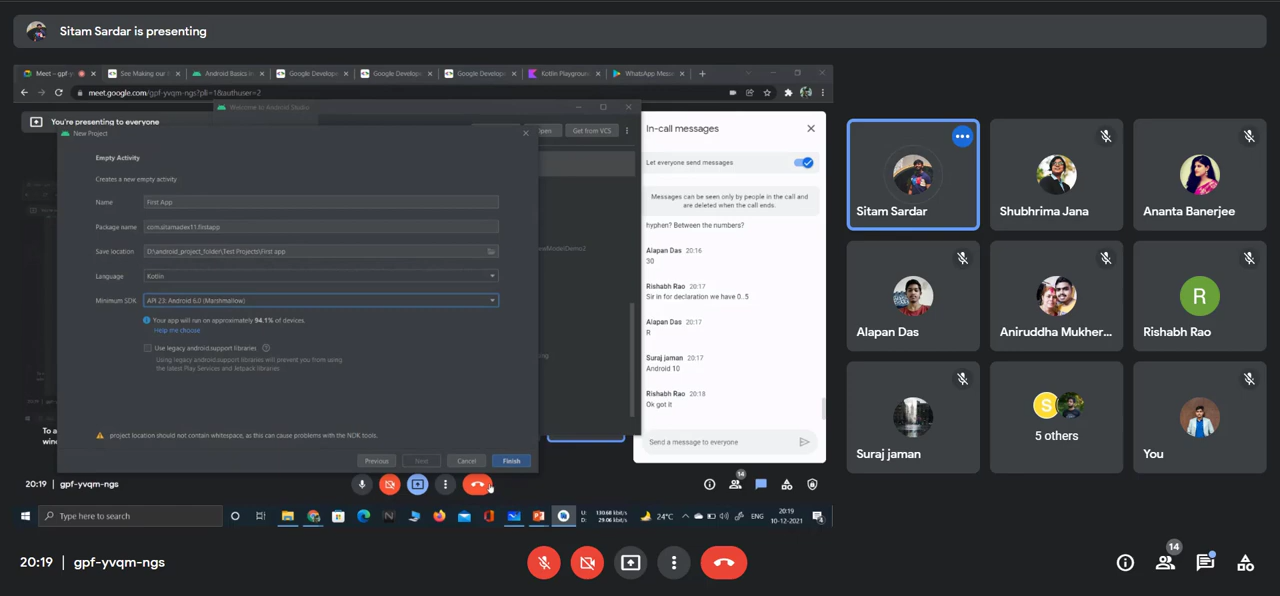 Sitam Sardar is presenting
Meet – gpf-y
See Making our f
Android Basics in
Google Develope
Google Develope
Google Develope
Kotlin Playgroun
WhatsApp Mess
meet.google.com/gpf-yvqm-ngs?pli=1&authuser=2
Welcome to Android Studio
You're presenting to everyone
Open
Get from VCS
New Project
Empty Activity
Creates a new empty activity
Name
First App
Package name
Save location
D:\android_project_folder\Test Projects\First app
Language
Kotlin
Minimum SDK
API 23: Android 6.0 (Marshmallow)
Your app will run on approximately 94.1% of devices.
Help me choose
Use legacy android.support libraries
Using legacy android.support libraries will prevent you from using
the latest Play Services and Jetpack libraries
project location should not contain whitespace, as this can cause problems with the NDK tools.
Previous
Next
Cancel
Finish
In-call messages
Let everyone send messages
Messages can be seen only by people in the call and
are deleted when the call ends.
hyphen? Between the numbers?
Alapan Das 20:16
30
Rishabh Rao 20:17
Sir in for declaration we have 0..5
Alapan Das 20:17
R
Suraj jaman 20:17
Android 10
Rishabh Rao 20:18
Ok got it
Send a message to everyone
20:19 | gpf-yvqm-ngs
14
Type here to search
U: 130.68 kbit/s
D: 29.06 kbit/s
24°C
ENG
20:19
10-12-2021
4
Sitam Sardar
Shubhrima Jana
Ananta Banerjee
Alapan Das
Aniruddha Mukher...
R
Rishabh Rao
Suraj jaman
S
5 others
You
20:19 | gpf-yvqm-ngs
14